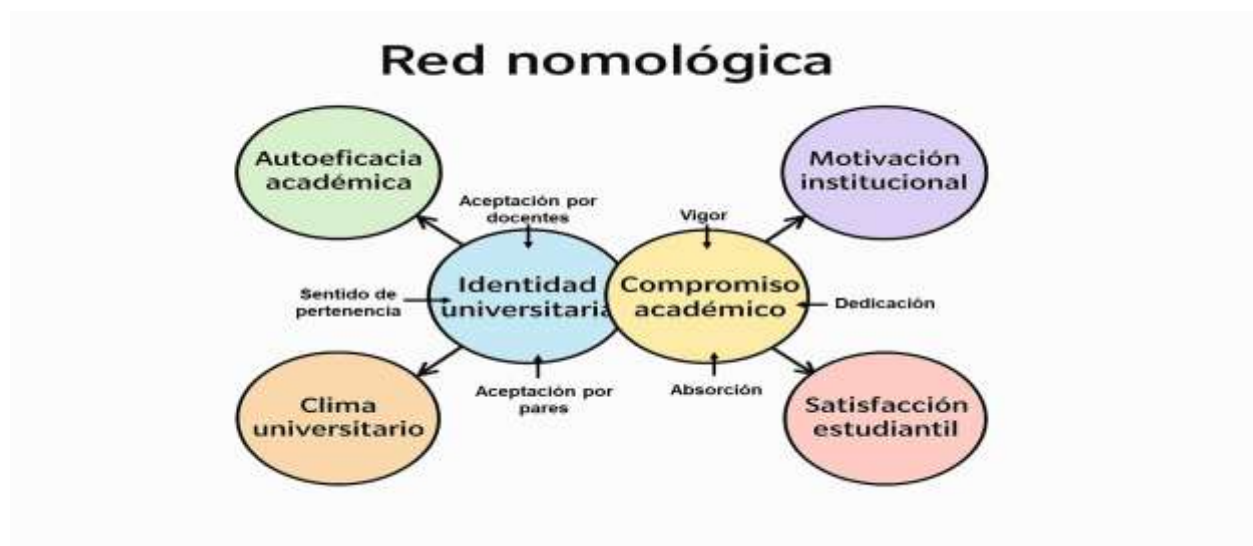 Red nomológica
Autoeficacia
académica
Motivación
institucional
Aceptación por
docentes
Vigor
Identidad
universitaria
Compromiso
académico
Sentido de
pertenencia
Dedicación
Aceptación por
pares
Absorción
Clima
universitario
Satisfacción
estudiantil